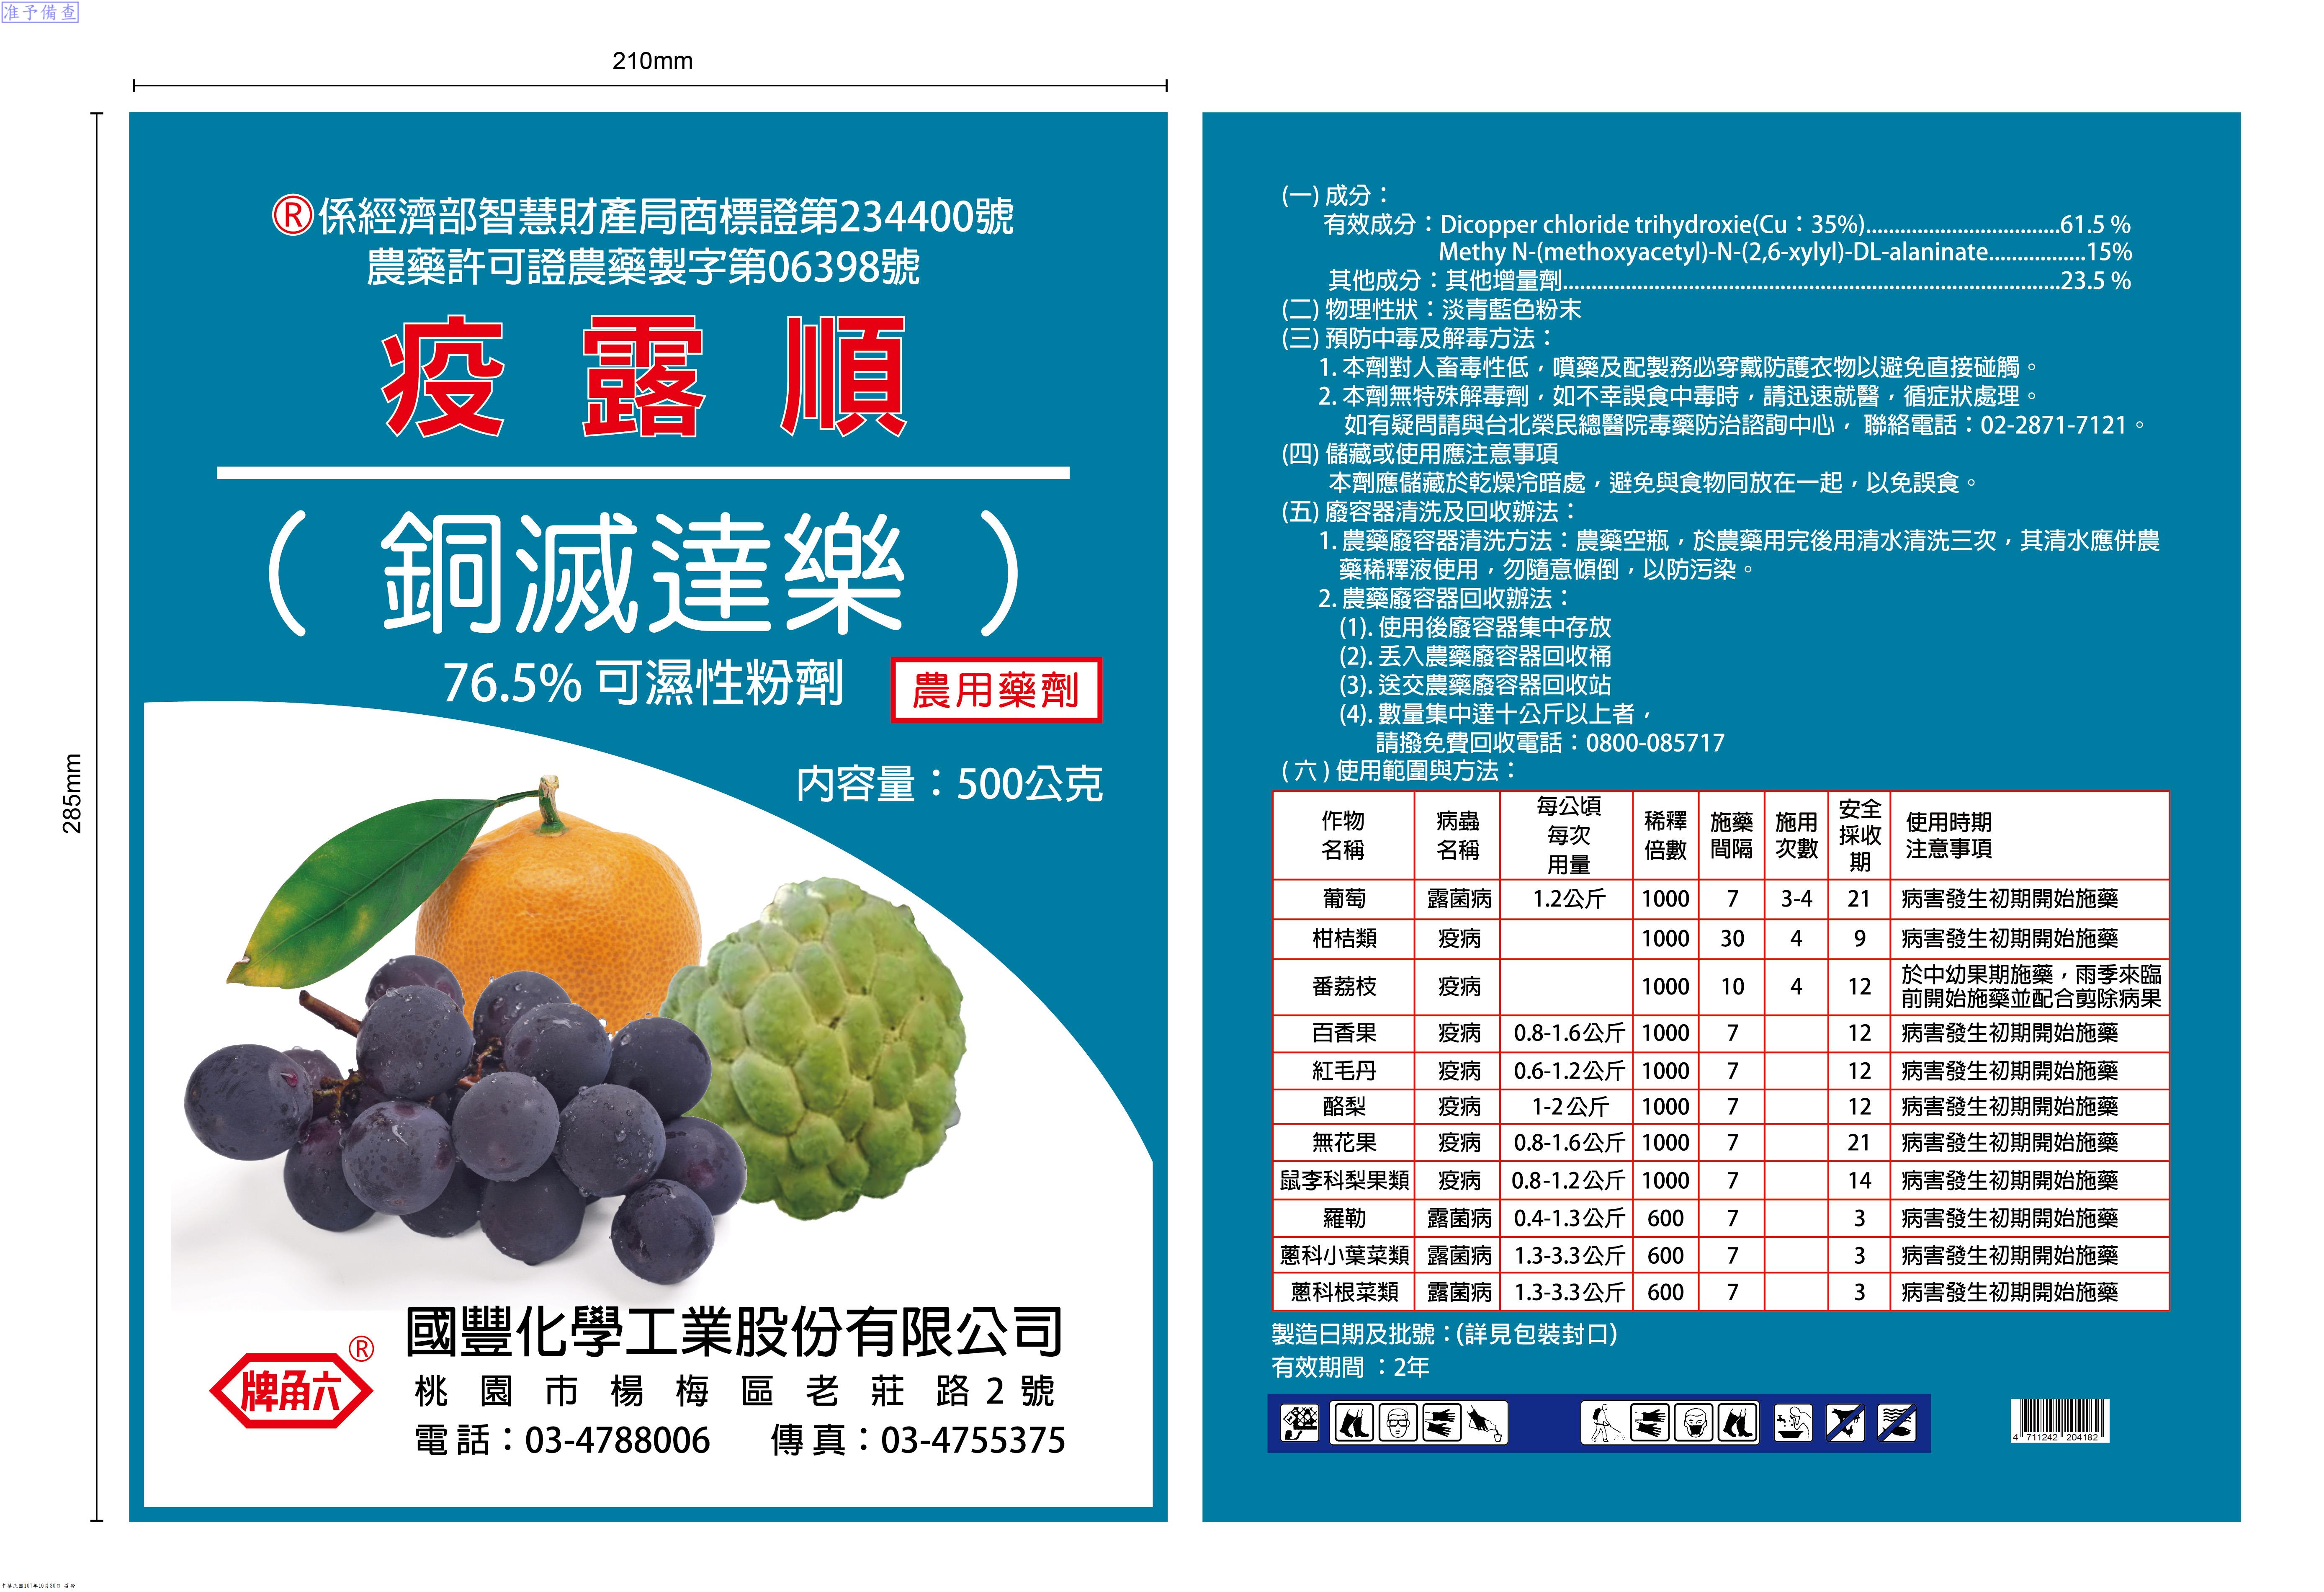 准予備查
210mm
285mm
®係經濟部智慧財產局商標證第234400號
農藥許可證農藥製字第06398號
疫露順
(銅滅達樂)
76.5% 可濕性粉劑
農用藥劑
內容量：500公克
國豐化學工業股份有限公司
牌角六 ®
桃園市楊梅區老莊路2號
電話：03-4788006 傳真：03-4755375
(一) 成分：
有效成分：Dicopper chloride trihydroxie(Cu：35%)..................................61.5 %
Methy N-(methoxyacetyl)-N-(2,6-xylyl)-DL-alaninate.................15%
其他成分：其他增量劑.......................................................................................23.5 %
(二) 物理性狀：淡青藍色粉末
(三) 預防中毒及解毒方法：
1. 本劑對人畜毒性低，噴藥及配製務必穿戴防護衣物以避免直接碰觸。
2. 本劑無特殊解毒劑，如不幸誤食中毒時，請迅速就醫，循症狀處理。
如有疑問請與台北榮民總醫院毒藥防治諮詢中心， 聯絡電話：02-2871-7121。
(四) 儲藏或使用應注意事項
本劑應儲藏於乾燥冷暗處，避免與食物同放在一起，以免誤食。
(五) 廢容器清洗及回收辦法：
1. 農藥廢容器清洗方法：農藥空瓶，於農藥用完後用清水清洗三次，其清水應併農
藥稀釋液使用，勿隨意傾倒，以防污染。
2. 農藥廢容器回收辦法：
(1). 使用後廢容器集中存放
(2). 丟入農藥廢容器回收桶
(3). 送交農藥廢容器回收站
(4). 數量集中達十公斤以上者，
請撥免費回收電話：0800-085717
(六) 使用範圍與方法：
作物名稱 病蟲名稱 每公頃每次用量 稀釋倍數 施藥間隔 施用次數 安全採收期 使用時期注意事項
葡萄 露菌病 1.2公斤 1000 7 3-4 21 病害發生初期開始施藥
柑桔類 疫病 1000 30 4 9 病害發生初期開始施藥
番荔枝 疫病 1000 10 4 12 於中幼果期施藥，雨季來臨前開始施藥並配合剪除病果
百香果 疫病 0.8-1.6公斤 1000 7 12 病害發生初期開始施藥
紅毛丹 疫病 0.6-1.2公斤 1000 7 12 病害發生初期開始施藥
酪梨 疫病 1-2公斤 1000 7 12 病害發生初期開始施藥
無花果 疫病 0.8-1.6公斤 1000 7 21 病害發生初期開始施藥
鼠李科梨果類 疫病 0.8-1.2公斤 1000 7 14 病害發生初期開始施藥
羅勒 露菌病 0.4-1.3公斤 600 7 3 病害發生初期開始施藥
蔥科小葉菜類 露菌病 1.3-3.3公斤 600 7 3 病害發生初期開始施藥
蔥科根菜類 露菌病 1.3-3.3公斤 600 7 3 病害發生初期開始施藥
製造日期及批號：(詳見包裝封口)
有效期間 ：2年
4 711242 204182
中華民國107年10月30日